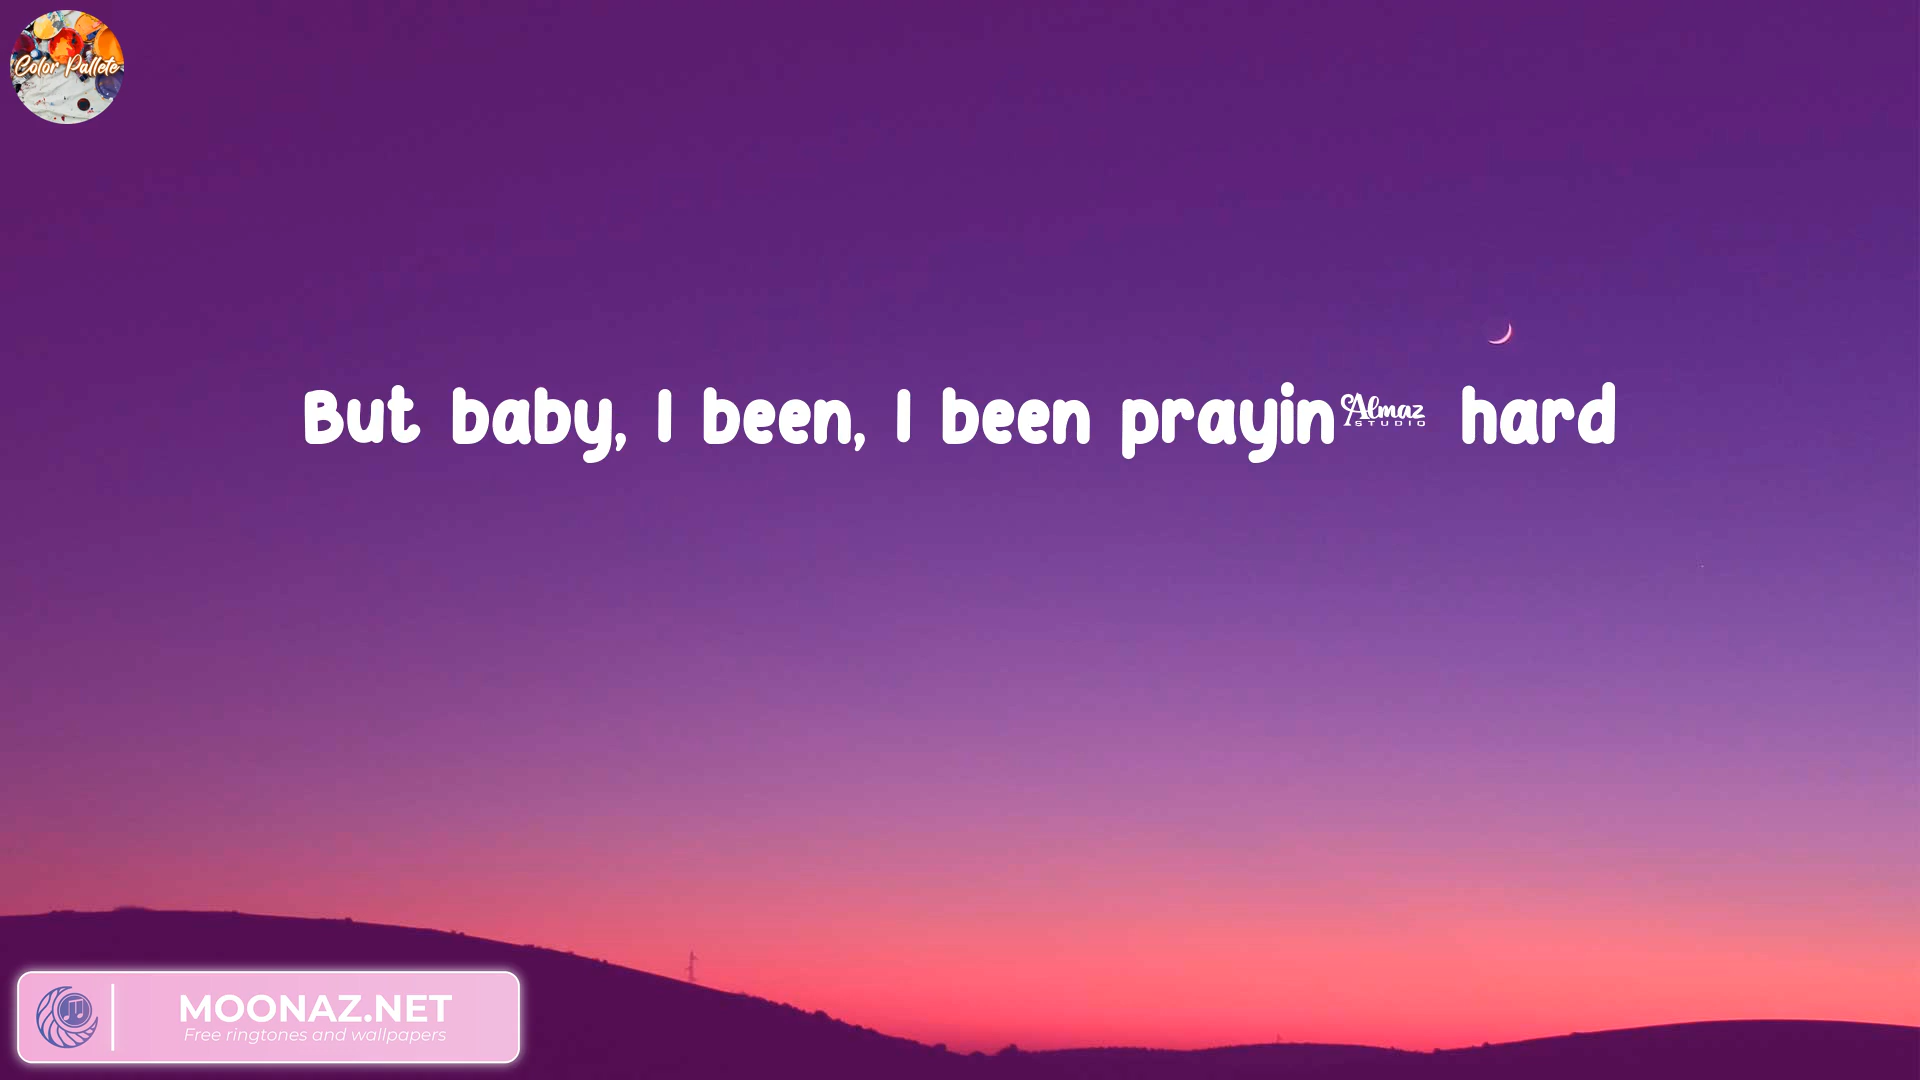 Color Pallete
But baby, I been, I been prayin Almaz STUDIO hard
MOONAZ.NET
Free ringtones and wallpapers